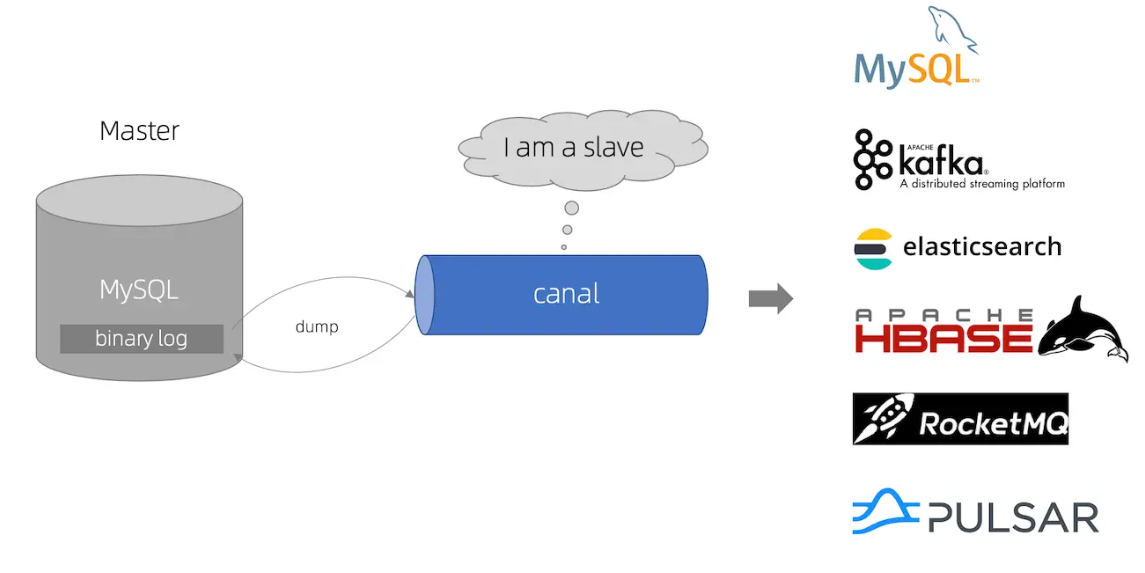 Master
MySQL
binary log
dump
I am a slave
canal
MySQL™
APACHE
kafka®
A distributed streaming platform
elasticsearch
APACHE
HBASE
RocketMQ
PULSAR